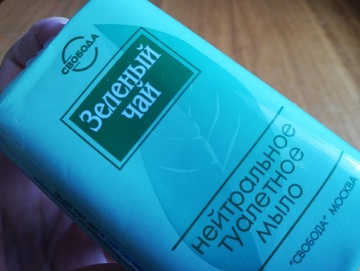 СВОБОДА
Зеленый
чай
нейтральное
туалетное
мыло
"СВОБОДА" МОСКВА